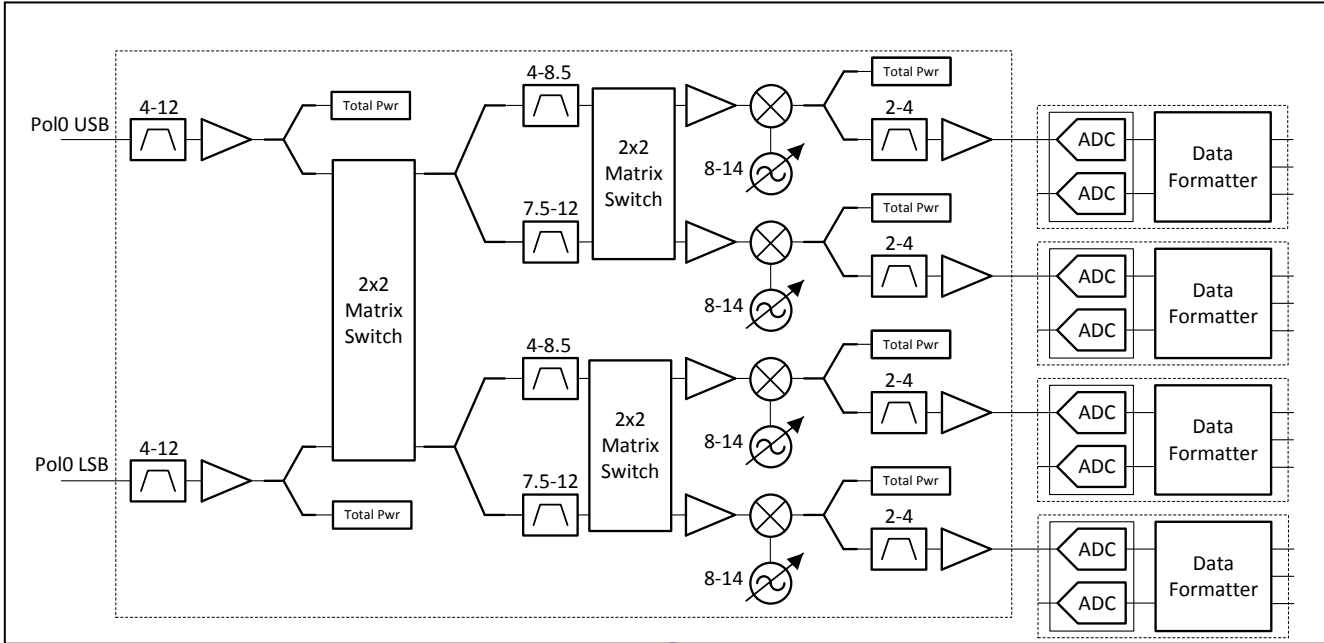 Pol0 USB
4-12
Total Pwr
2x2
Matrix
Switch
4-8.5
7.5-12
2x2
Matrix
Switch
8-14
Total Pwr
2-4
8-14
Total Pwr
2-4
ADC
ADC
Data
Formatter
ADC
ADC
Data
Formatter
Pol0 LSB
4-12
Total Pwr
4-8.5
7.5-12
2x2
Matrix
Switch
8-14
Total Pwr
2-4
8-14
Total Pwr
2-4
ADC
ADC
Data
Formatter
ADC
ADC
Data
Formatter